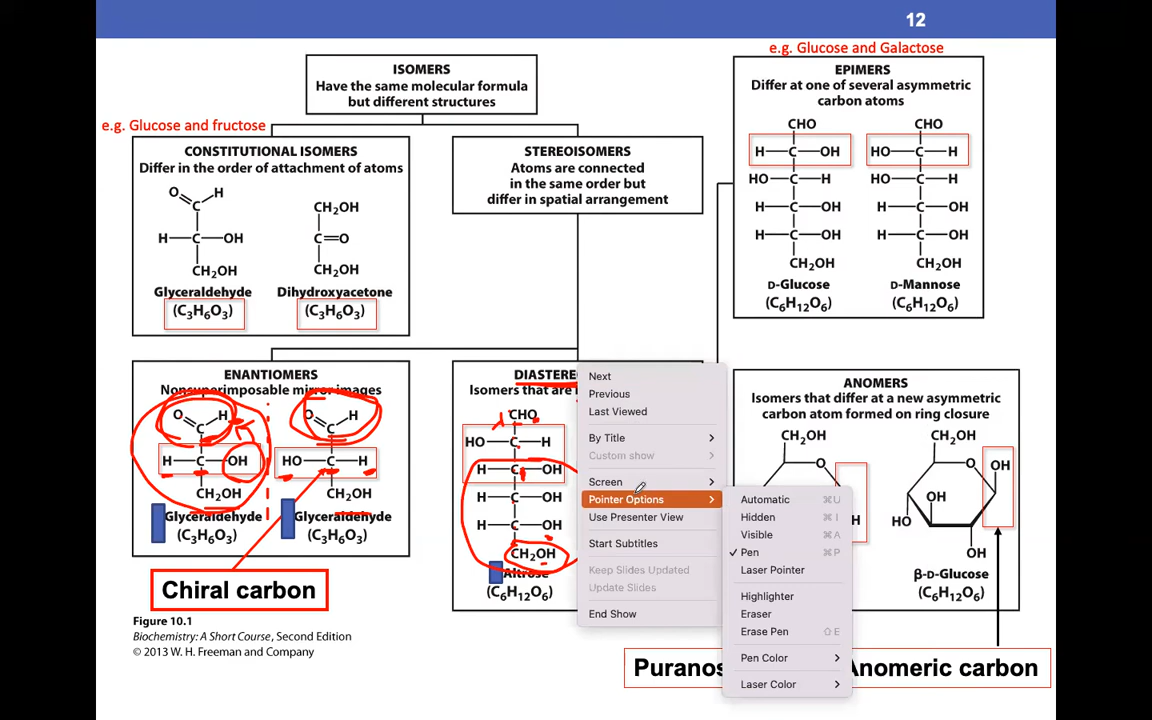 12
e.g. Glucose and Galactose
ISOMERS
Have the same molecular formula
but different structures
EPIMERS
Differ at one of several asymmetric
carbon atoms
CHO
H—C—OH
HO—C—H
H—C—OH
H—C—OH
CH2OH
D-Glucose
(C6H12O6)
CHO
HO—C—H
HO—C—H
H—C—OH
H—C—OH
CH2OH
D-Mannose
(C6H12O6)
e.g. Glucose and fructose
CONSTITUTIONAL ISOMERS
Differ in the order of attachment of atoms
O H
C
H—C—OH
CH2OH
Glyceraldehyde
(C3H6O3)
CH2OH
C=O
CH2OH
Dihydroxyacetone
(C3H6O3)
STEREOISOMERS
Atoms are connected
in the same order but
differ in spatial arrangement
ENANTIOMERS
Nonsuperimposable mirror images
O H
C
H—C—OH
CH2OH
Glyceraldehyde
(C3H6O3)
O H
C
HO—C—H
CH2OH
Glyceraldehyde
(C3H6O3)
Isomers that are
CHO
HO—C—H
H—C—OH
H—C—OH
H—C—OH
CH2OH
Altrose
(C6H12O6)
Next
Previous
Last Viewed
By Title
Custom show
Screen
Pointer Options
Use Presenter View
Start Subtitles
Keep Slides Updated
Update Slides
End Show
Automatic ⌘U
Hidden ⌘I
Visible ⌘A
✓ Pen ⌘P
Laser Pointer
Highlighter
Eraser
Erase Pen ⇧E
Pen Color
Laser Color
ANOMERS
Isomers that differ at a new asymmetric
carbon atom formed on ring closure
CH2OH
O
H
CH2OH
O
OH
OH
HO
OH
β-D-Glucose
(C6H12O6)
Chiral carbon
Anomeric carbon
Figure 10.1
Biochemistry: A Short Course, Second Edition
© 2013 W. H. Freeman and Company